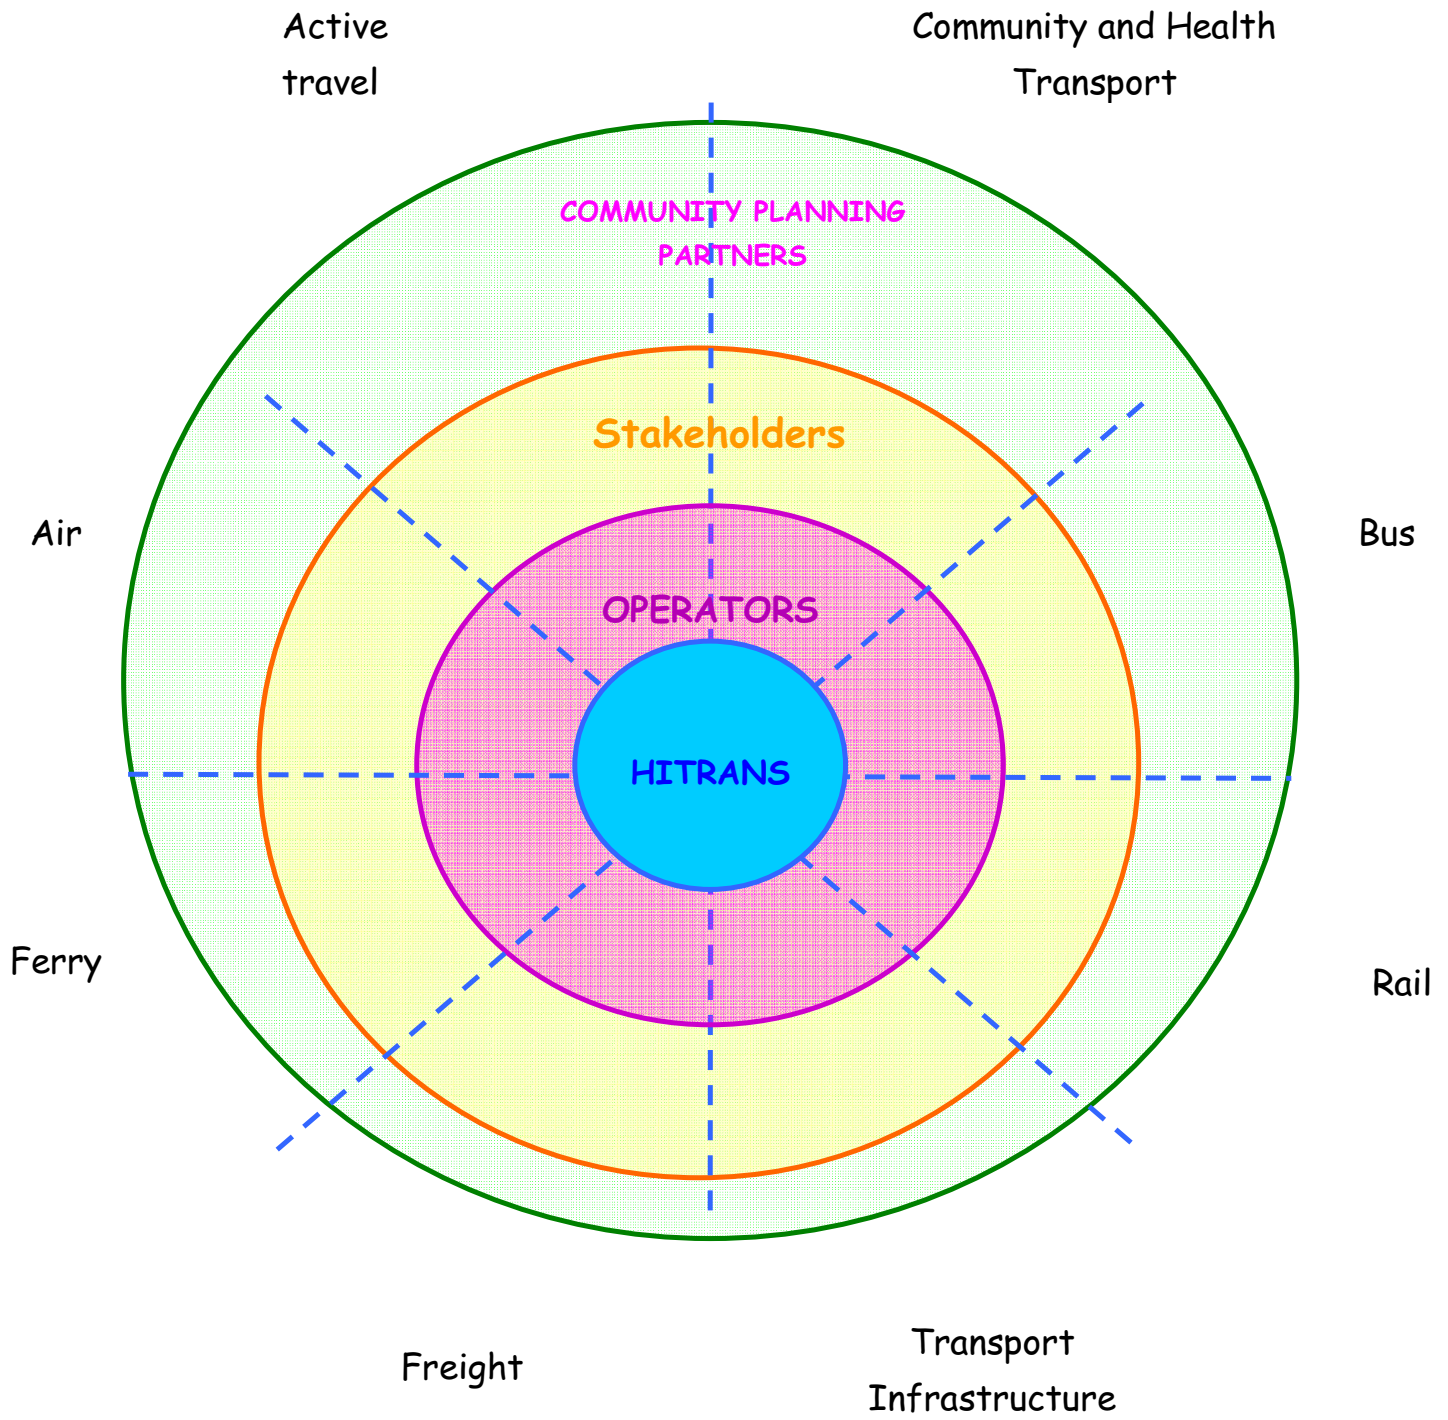 Active
travel
Community and Health
Transport
COMMUNITY PLANNING
PARTNERS
Stakeholders
Air
Bus
OPERATORS
HITRANS
Ferry
Rail
Freight
Transport
Infrastructure